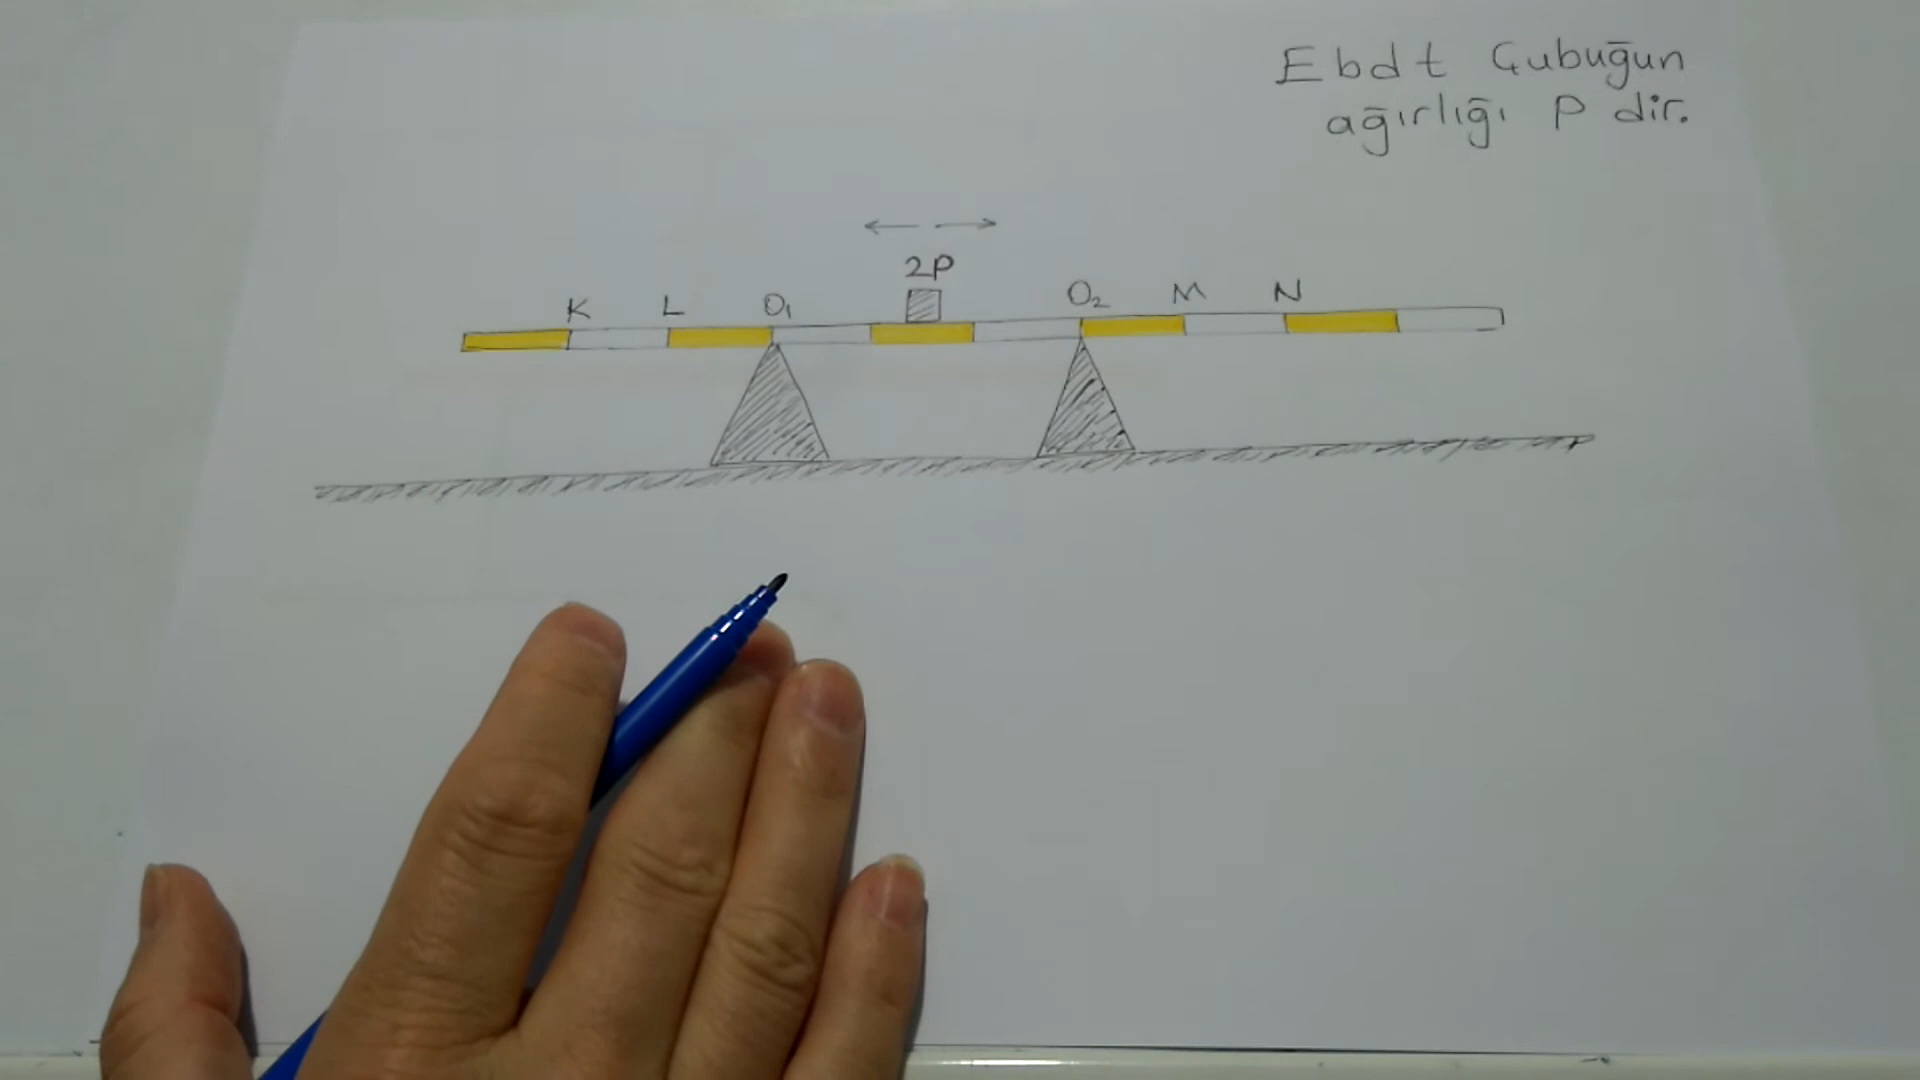 Ebdt Çubuğun
ağırlığı P dir.
2P
K L O₁ O₂ M N